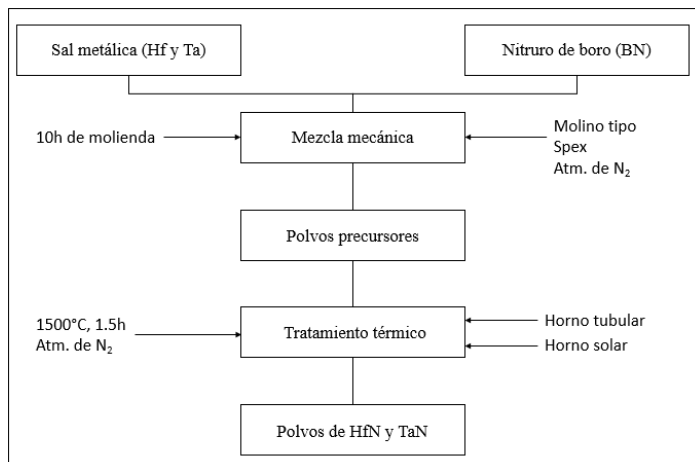 Sal metálica (Hf y Ta)
Nitruro de boro (BN)
10h de molienda
Mezcla mecánica
Molino tipo
Spex
Atm. de N₂
Polvos precursores
1500°C, 1.5h
Atm. de N₂
Tratamiento térmico
Horno tubular
Horno solar
Polvos de HfN y TaN